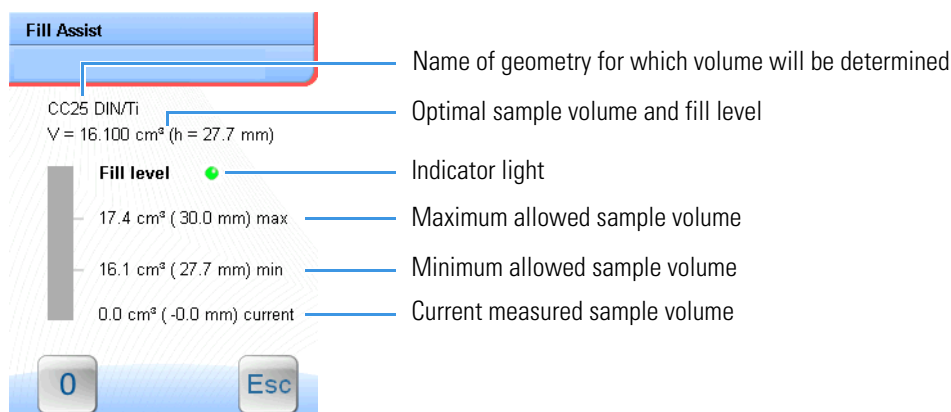 Fill Assist
Name of geometry for which volume will be determined
CC25 DIN/Ti
Optimal sample volume and fill level
V = 16.100 cm³ (h = 27.7 mm)
Fill level
Indicator light
17.4 cm³ ( 30.0 mm) max
Maximum allowed sample volume
16.1 cm³ ( 27.7 mm) min
Minimum allowed sample volume
0.0 cm³ ( -0.0 mm) current
Current measured sample volume
0
Esc